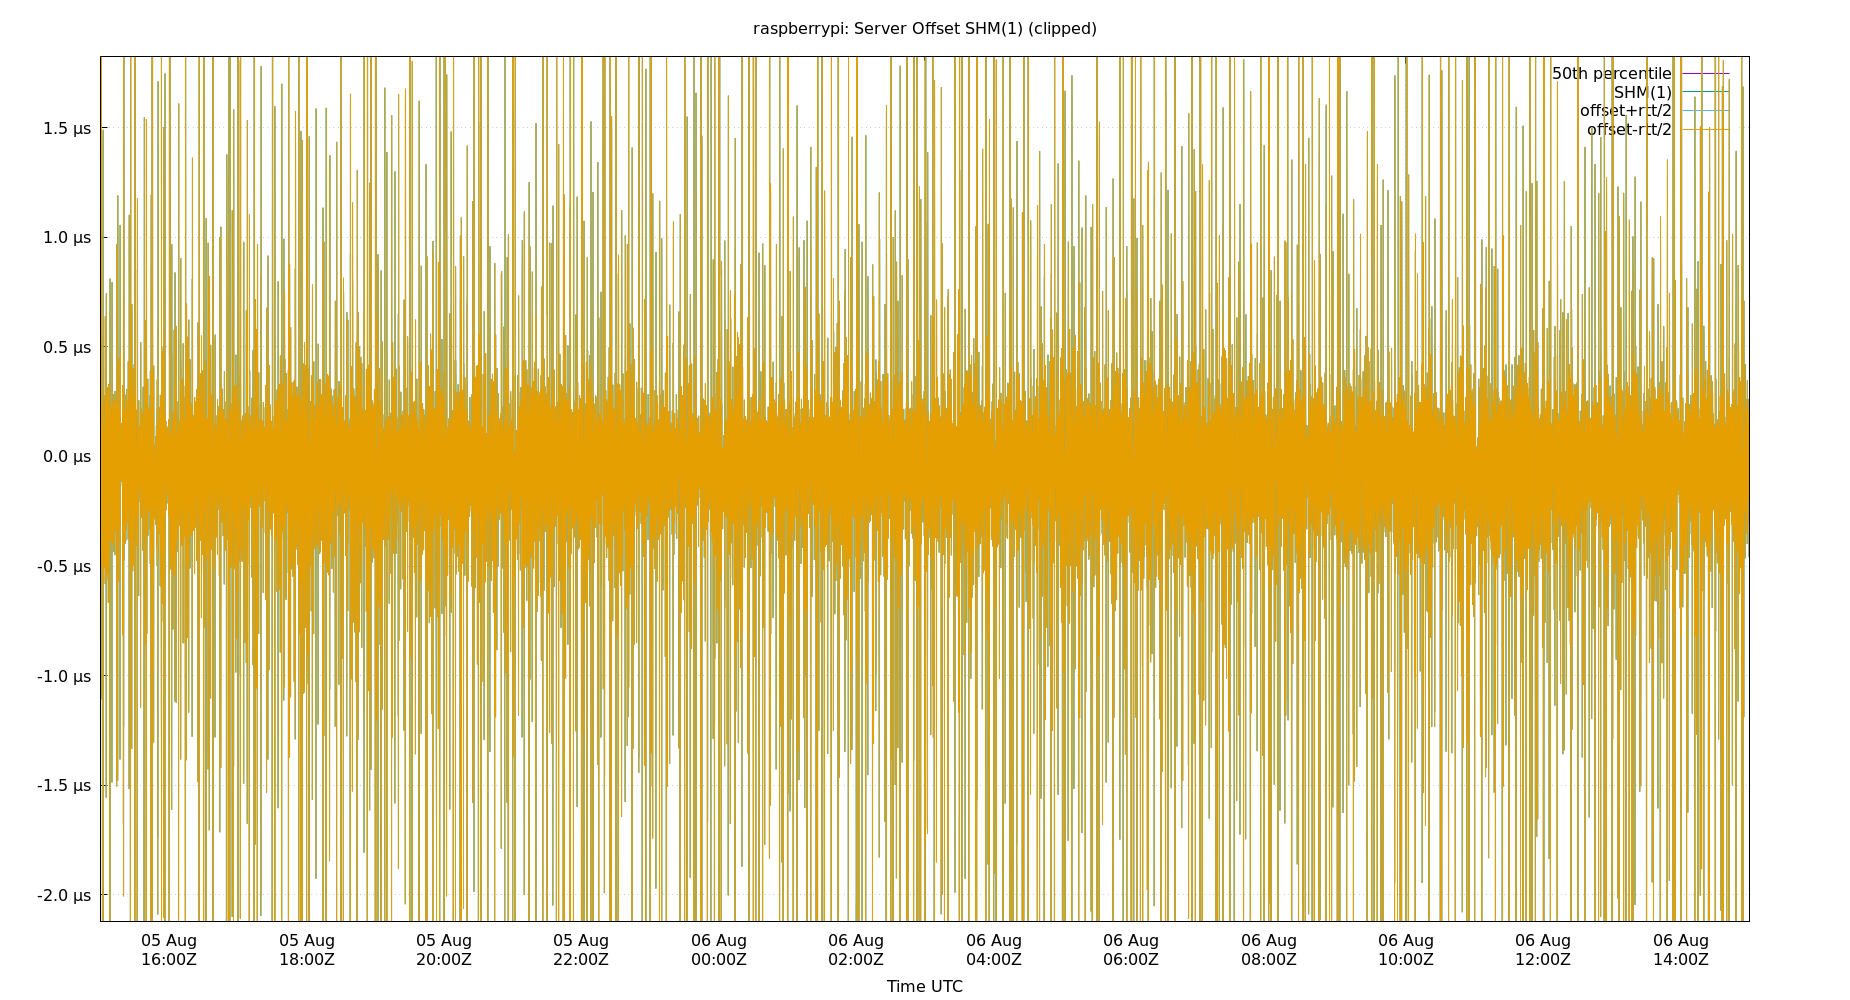 raspberrypi: Server Offset SHM(1) (clipped)
50th percentile
SHM(1)
offset+rtt/2
offset-rtt/2
1.5 µs
1.0 µs
0.5 µs
0.0 µs
-0.5 µs
-1.0 µs
-1.5 µs
-2.0 µs
05 Aug 05 Aug 05 Aug 05 Aug 06 Aug 06 Aug 06 Aug 06 Aug 06 Aug 06 Aug 06 Aug 06 Aug
16:00Z 18:00Z 20:00Z 22:00Z 00:00Z 02:00Z 04:00Z 06:00Z 08:00Z 10:00Z 12:00Z 14:00Z
Time UTC